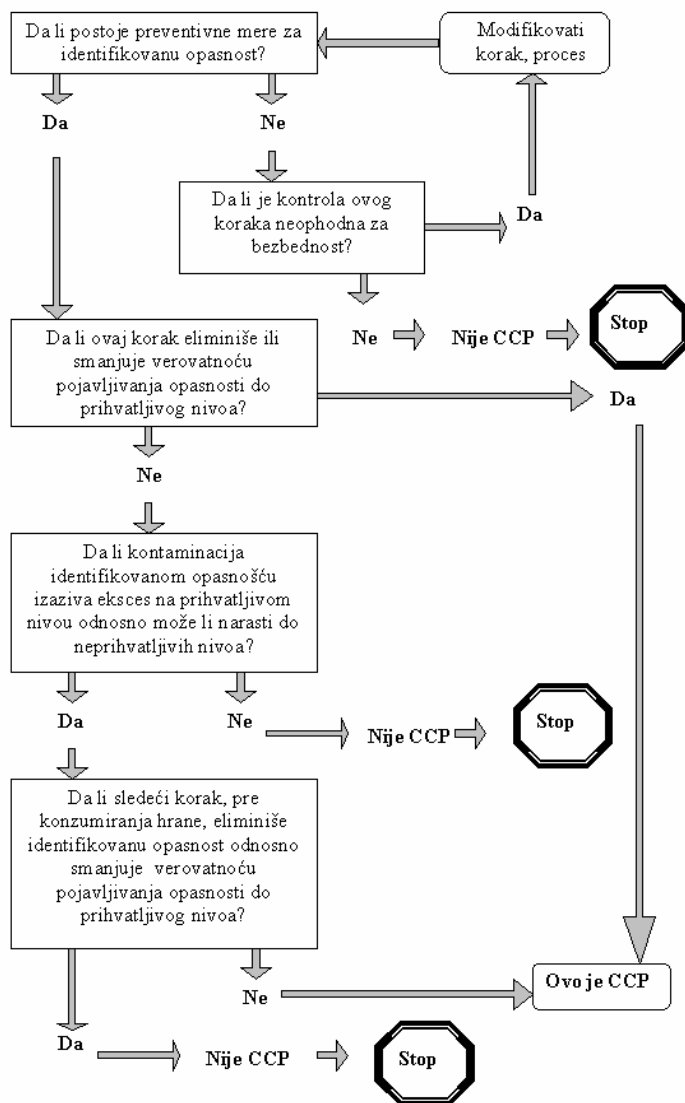 Da li postoje preventivne mere za
identifikovanu opasnost?
Modifikovati
korak, proces
Da
Ne
Da li je kontrola ovog
koraka neophodna za
bezbednost?
Da
Ne
Nije CCP
Stop
Da li ovaj korak eliminiše ili
smanjuje verovatnoću
pojavljivanja opasnosti do
prihvatljivog nivoa?
Da
Ne
Da li kontaminacija
identifikovanom opasnošću
izaziva eksces na prihvatljivom
nivou odnosno može li narasti do
neprihvatljivih nivoa?
Da
Ne
Nije CCP
Stop
Da li sledeći korak, pre
konzumiranja hrane, eliminiše
identifikovanu opasnost odnosno
smanjuje verovatnoću
pojavljivanja opasnosti do
prihvatljivog nivoa?
Ne
Ovo je CCP
Da
Nije CCP
Stop